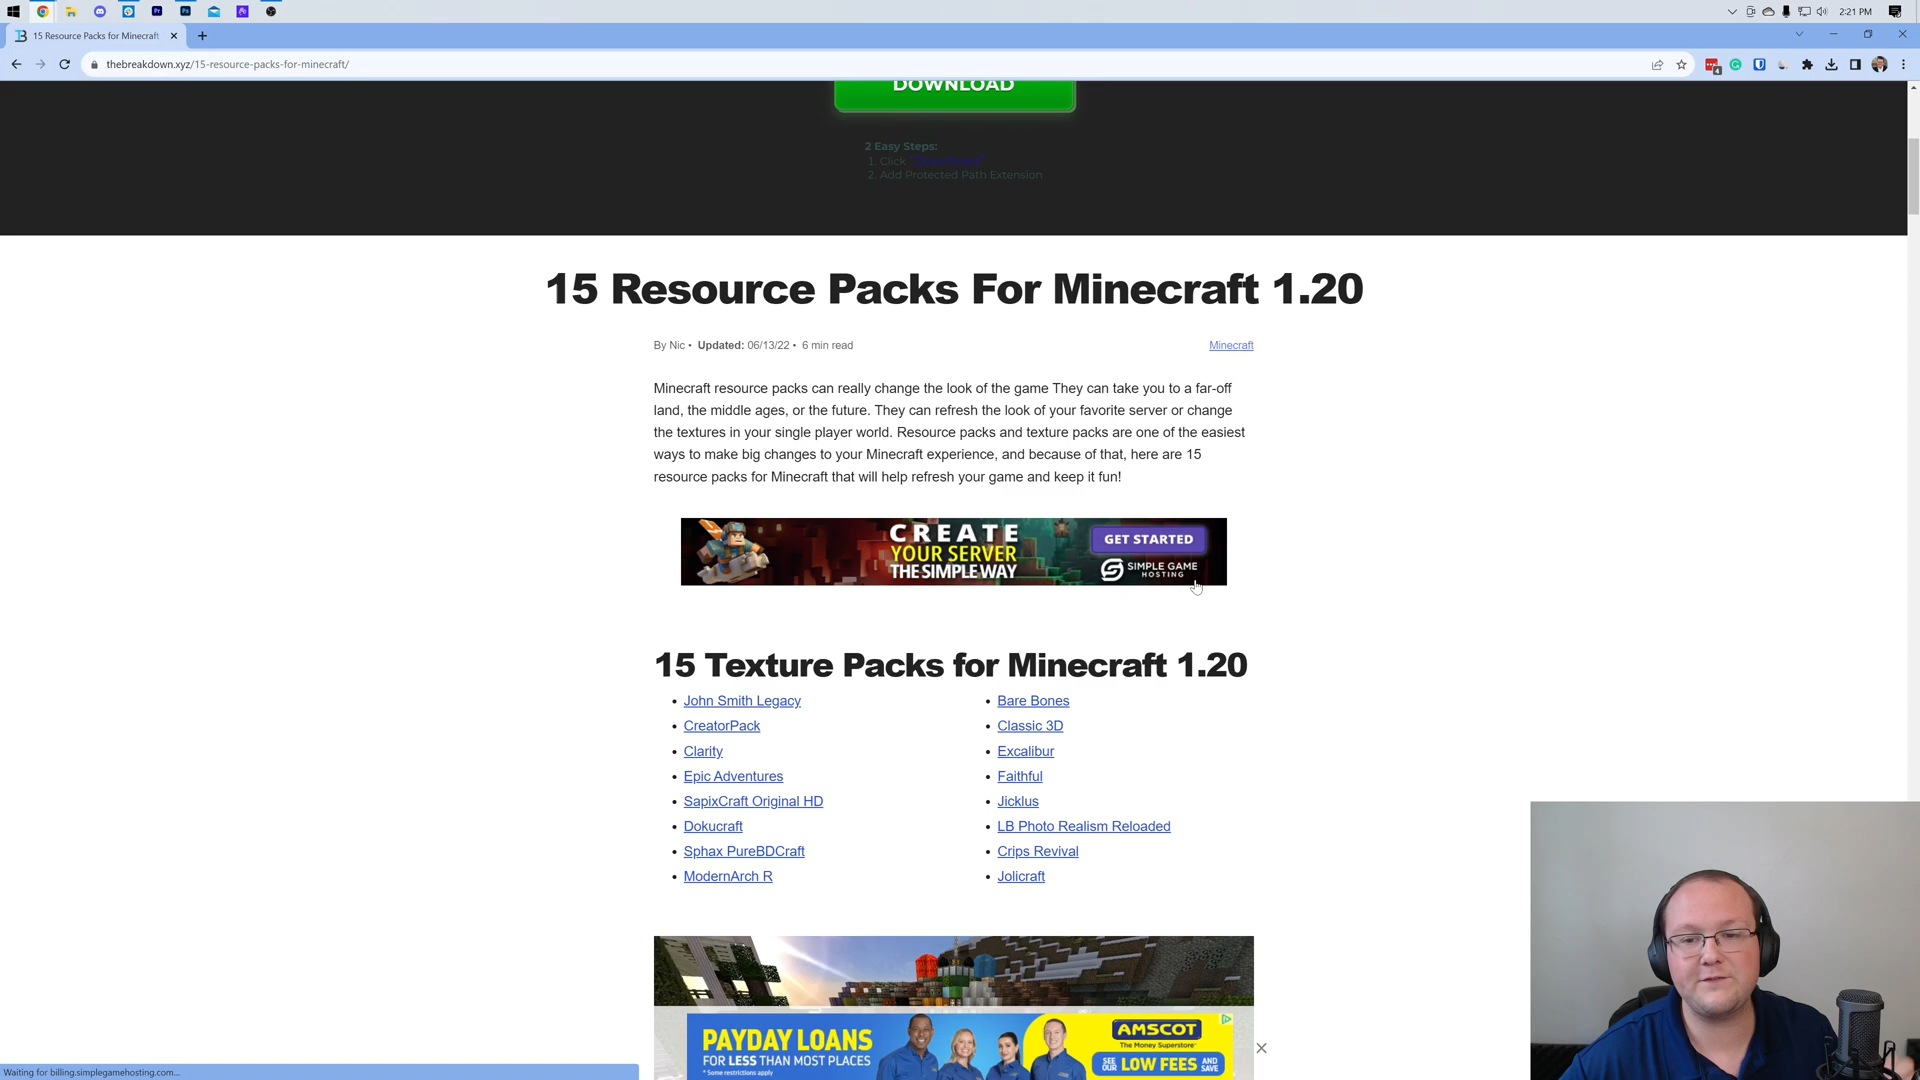 2:21 PM
15 Resource Packs for Minecraft
thebreakdown.xyz/15-resource-packs-for-minecraft/
DOWNLOAD
2 Easy Steps:
1. Click "Download"
2. Add Protected Path Extension
15 Resource Packs For Minecraft 1.20
By Nic • Updated: 06/13/22 • 6 min read
Minecraft
Minecraft resource packs can really change the look of the game They can take you to a far-off
land, the middle ages, or the future. They can refresh the look of your favorite server or change
the textures in your single player world. Resource packs and texture packs are one of the easiest
ways to make big changes to your Minecraft experience, and because of that, here are 15
resource packs for Minecraft that will help refresh your game and keep it fun!
CREATE
YOUR SERVER
THE SIMPLE WAY
GET STARTED
SIMPLE GAME
HOSTING
15 Texture Packs for Minecraft 1.20
• John Smith Legacy
• CreatorPack
• Clarity
• Epic Adventures
• SapixCraft Original HD
• Dokucraft
• Sphax PureBDCraft
• ModernArch R
• Bare Bones
• Classic 3D
• Excalibur
• Faithful
• Jicklus
• LB Photo Realism Reloaded
• Crips Revival
• Jolicraft
PAYDAY LOANS
FOR LESS THAN MOST PLACES
* Some restrictions apply
AMSCOT
The Money Superstore
SEE OUR LOW FEES AND SAVE
Waiting for billing.simplegamehosting.com...